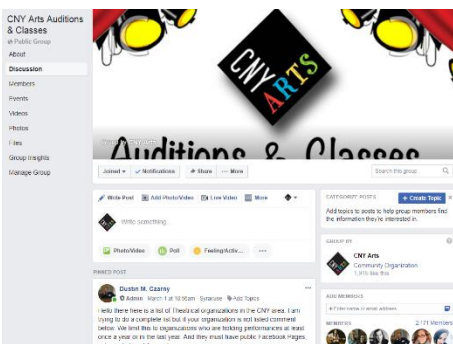 CNY Arts Auditions
& Classes
Public Group
About
Discussion
Members
Events
Videos
Photos
Files
Group Insights
Manage Group
CNY ARTS
Auditions & Classes
Joined
Notifications
Share
More
Search this group
Write Post
Add Photo/Video
Live Video
More
Write Something...
Photo/Video
Poll
Feeling/Activ...
PINNED POST
Dustin M. Czarny
Admin · March 1 at 10:56am · Syracuse · Add Topics
Hello there here is a list of Theatrical organizations in the CNY area. I am
trying to do a complete list but if your organization is not listed comment
below. We limit this to organizations who are holding performances at least
once a year or in the last year. And they must have public Facebook Pages,
CATEGORIZE POSTS
+ Create Topic
Add topics to posts to help group members find
the information they're interested in.
GROUP BY
CNY Arts
Community Organization
like this
ADD MEMBERS
+ Enter name or email address
MEMBERS
2,121 Members